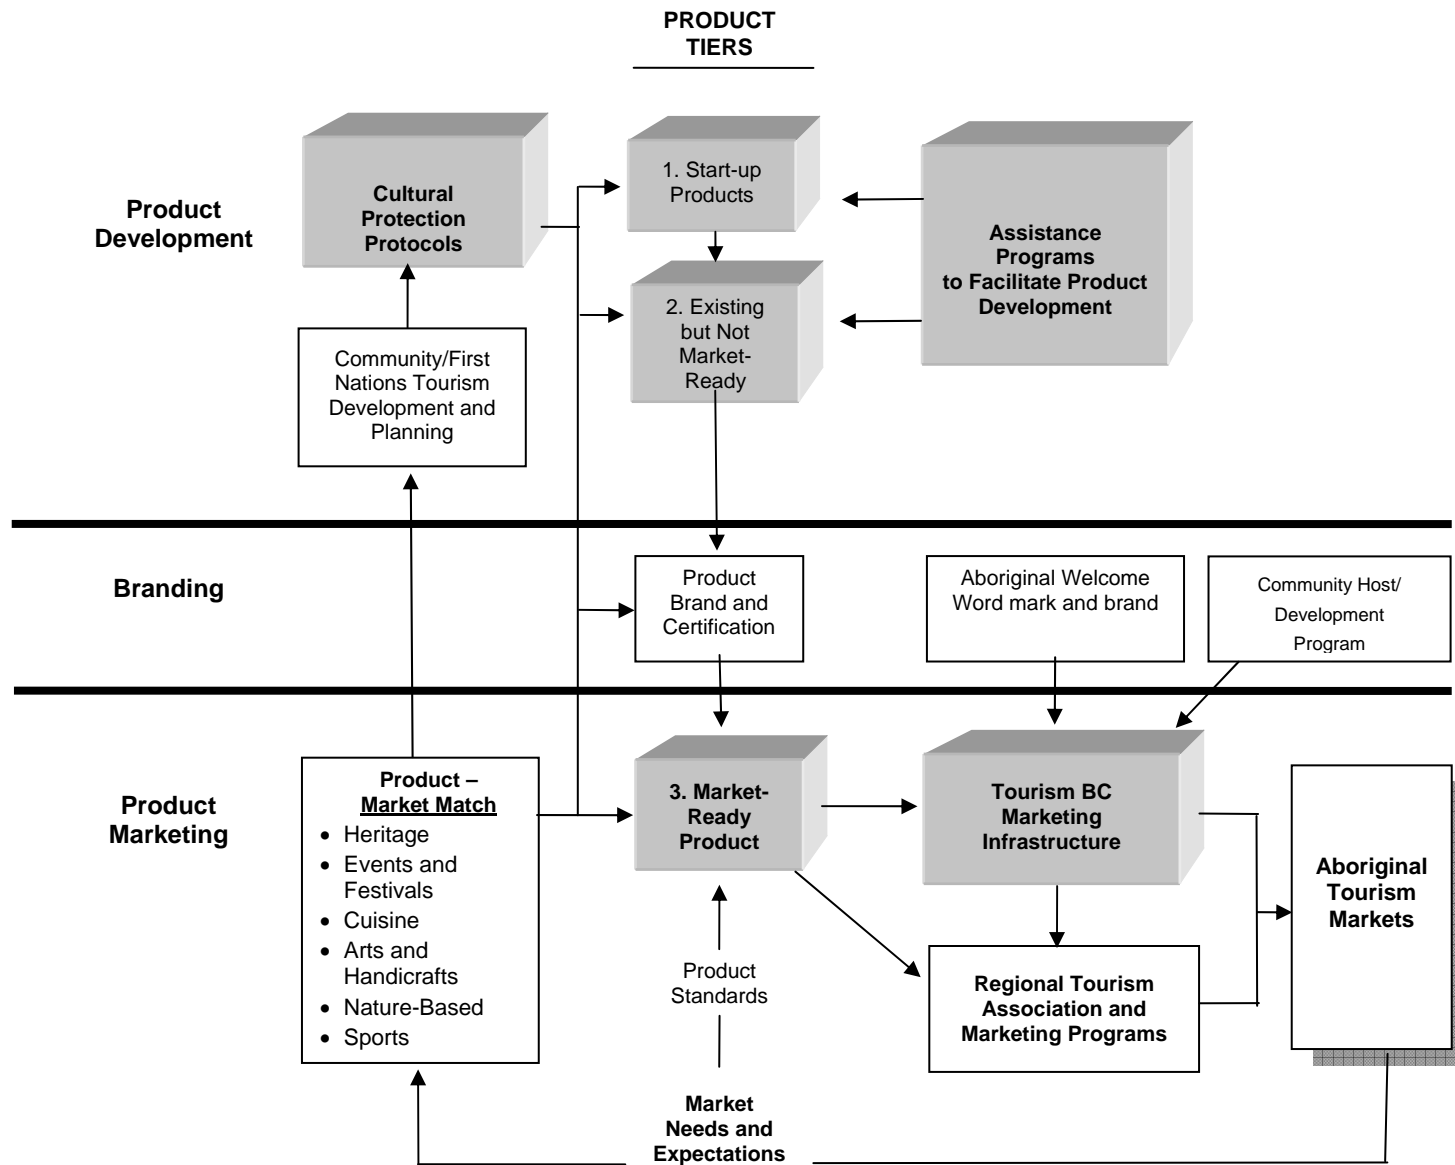 PRODUCT
TIERS
Product
Development
Cultural
Protection
Protocols
1. Start-up
Products
Assistance
Programs
to Facilitate Product
Development
2. Existing
but Not
Market-
Ready
Community/First
Nations Tourism
Development and
Planning
Branding
Product
Brand and
Certification
Aboriginal Welcome
Word mark and brand
Community Host/
Development
Program
Product
Marketing
Product –
Market Match
• Heritage
• Events and
Festivals
• Cuisine
• Arts and
Handicrafts
• Nature-Based
• Sports
3. Market-
Ready
Product
Tourism BC
Marketing
Infrastructure
Aboriginal
Tourism
Markets
Product
Standards
Regional Tourism
Association and
Marketing Programs
Market
Needs and
Expectations